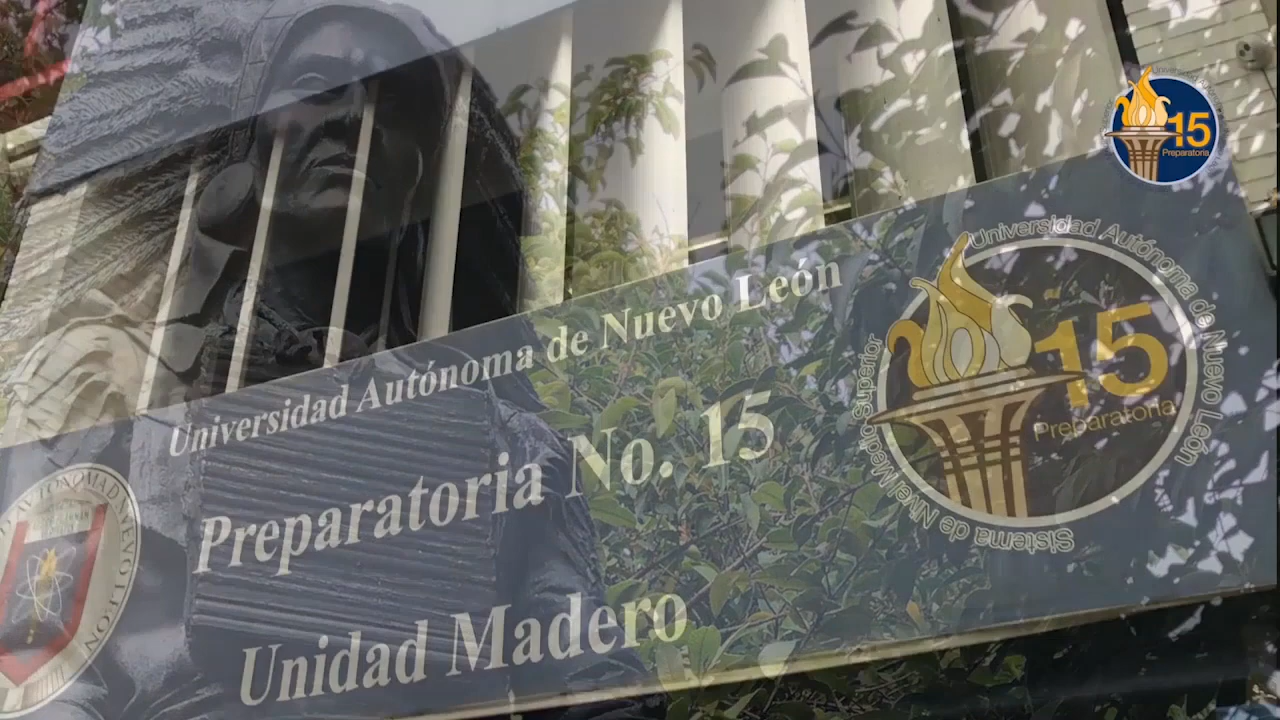 15
Preparatoria
Universidad Autónoma de Nuevo León
Preparatoria No. 15
Unidad Madero
Universidad Autónoma de Nuevo León
15
Preparatoria
Sistema de Nivel Medio Superior